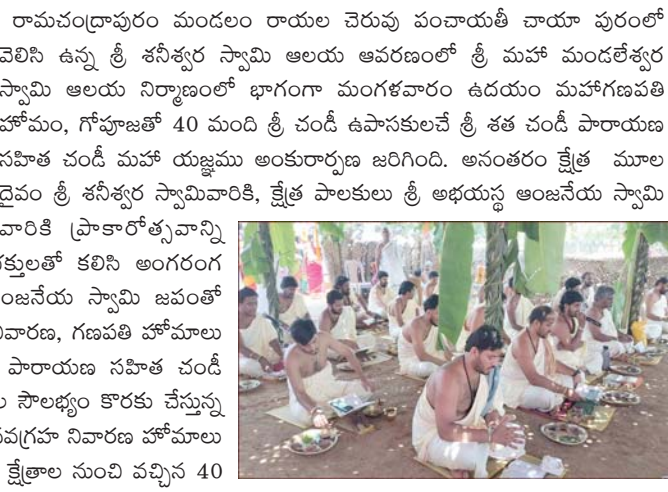 రామచంద్రాపురం మండలం రాయల చెరువు పంచాయతీ చాయా పురంలో
వెలిసి ఉన్న శ్రీ శనీశ్వర స్వామి ఆలయ ఆవరణంలో శ్రీ మహా మండలేశ్వర
స్వామి ఆలయ నిర్మాణంలో భాగంగా మంగళవారం ఉదయం మహాగణపతి
హోమం, గోపూజతో 40 మంది శ్రీ చండీ ఉపాసకులచే శ్రీ శత చండీ పారాయణ
సహిత చండీ మహా యజ్ఞము అంకురార్పణ జరిగింది. అనంతరం క్షేత్ర మూల
దైవం శ్రీ శనీశ్వర స్వామివారికి, క్షేత్ర పాలకులు శ్రీ అభయస్థ ఆంజనేయ స్వామి
వారికి ప్రాకారోత్సవాన్ని
క్తులతో కలిసి అంగరంగ
ంజనేయ స్వామి జపంతో
నివారణ, గణపతి హోమాలు
పారాయణ సహిత చండీ
సౌలభ్యం కొరకు చేస్తున్న
నవగ్రహ నివారణ హోమాలు
క్షేత్రాల నుంచి వచ్చిన 40